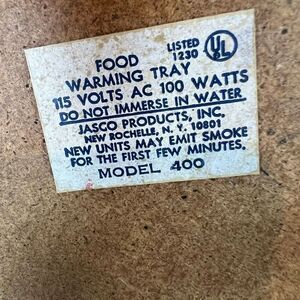 FOOD LISTED UL
WARMING TRAY 1230
115 VOLTS AC 100 WATTS
DO NOT IMMERSE IN WATER
JASCO PRODUCTS, INC.
NEW ROCHELLE, N. Y. 10801
NEW UNITS MAY EMIT SMOKE
FOR THE FIRST FEW MINUTES.
MODEL 400